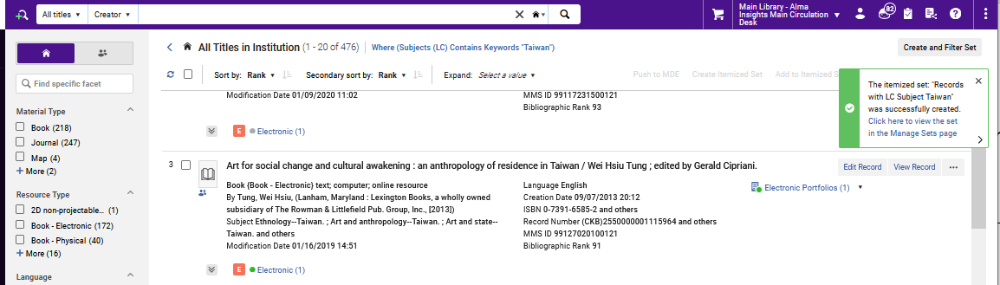 All titles
Creator
Main Library - Alma
Insights Main Circulation
Desk
82
All Titles in Institution (1 - 20 of 476)
Where (Subjects (LC) Contains Keywords "Taiwan")
Create and Filter Set
Find specific facet
Sort by: Rank
Secondary sort by: Rank
Expand: Select a value
Push to MDE
Create Itemized Set
Add to Itemized S
The itemized set: "Records
with LC Subject Taiwan"
was successfully created.
Click here to view the set
in the Manage Sets page
Material Type
Book (218)
Journal (247)
Map (4)
+ More (2)
Resource Type
2D non-projectable... (1)
Book - Electronic (172)
Book - Physical (40)
+ More (16)
Language
Modification Date 01/09/2020 11:02
MMS ID 99117231500121
Bibliographic Rank 93
E
Electronic (1)
3
Art for social change and cultural awakening : an anthropology of residence in Taiwan / Wei Hsiu Tung ; edited by Gerald Cipriani.
Edit Record
View Record
...
Book {Book - Electronic} text; computer; online resource
By Tung, Wei Hsiu, (Lanham, Maryland : Lexington Books, a wholly owned
subsidiary of The Rowman & Littlefield Pub. Group, Inc., [2013])
Subject Ethnology--Taiwan. ; Art and anthropology--Taiwan. ; Art and state--
Taiwan. and others
Modification Date 01/16/2019 14:51
Language English
Creation Date 09/07/2013 20:12
ISBN 0-7391-6585-2 and others
Record Number (CKB)2550000001115964 and others
MMS ID 99127020100121
Bibliographic Rank 91
Electronic Portfolios (1)
E
Electronic (1)